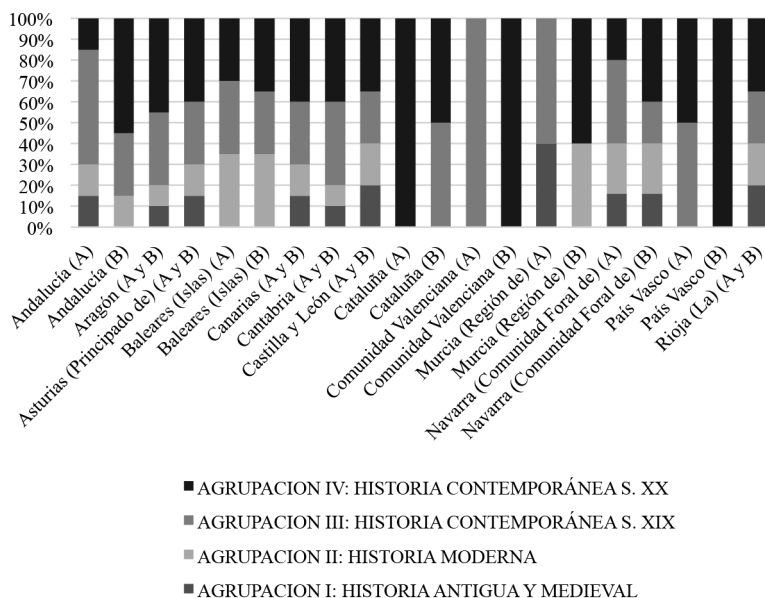 100%
90%
80%
70%
60%
50%
40%
30%
20%
10%
0%
Andalucía (A)
Andalucía (B)
Aragón (A y B)
Asturias (Principado de) (A y B)
Baleares (Islas) (A)
Baleares (Islas) (B)
Canarias (A y B)
Cantabria (A y B)
Castilla y León (A y B)
Cataluña (A)
Cataluña (B)
Comunidad Valenciana (A)
Comunidad Valenciana (B)
Murcia (Región de) (A)
Murcia (Región de) (B)
Navarra (Comunidad Foral de) (A)
Navarra (Comunidad Foral de) (B)
País Vasco (A)
País Vasco (B)
Rioja (La) (A y B)
AGRUPACION IV: HISTORIA CONTEMPORÁNEA S. XX
AGRUPACION III: HISTORIA CONTEMPORÁNEA S. XIX
AGRUPACION II: HISTORIA MODERNA
AGRUPACION I: HISTORIA ANTIGUA Y MEDIEVAL